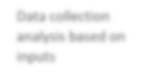 Data collection
analysis based on
inputs